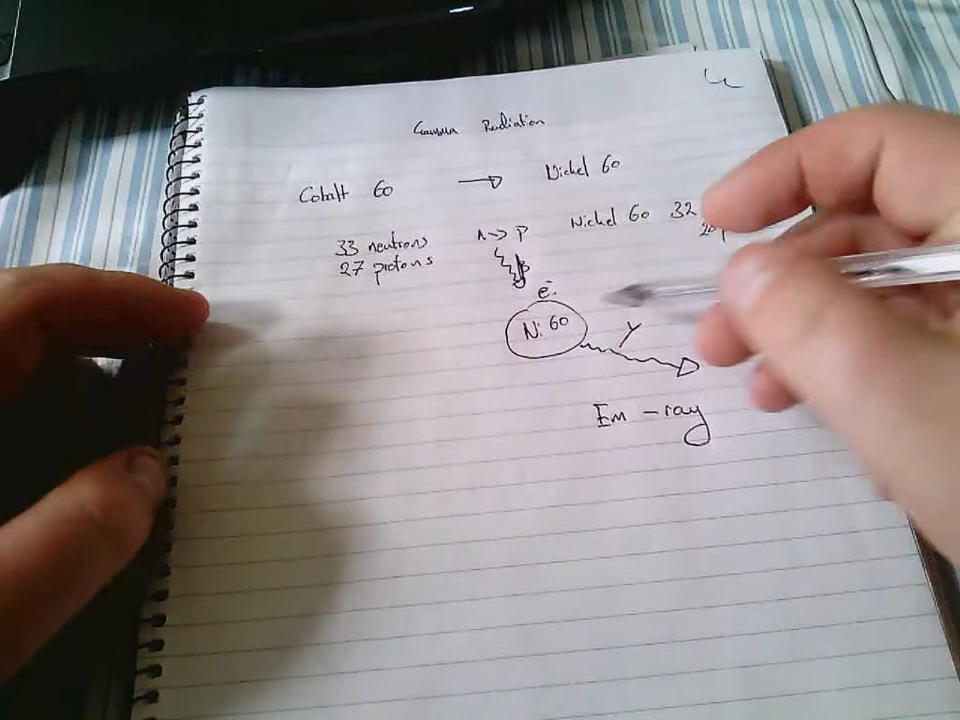 Gamma Radiation
Cobalt 60 → Nickel 60
33 neutrons
27 protons
n → p
Nickel 60 32
e⁻
Ni 60
γ
Em - ray